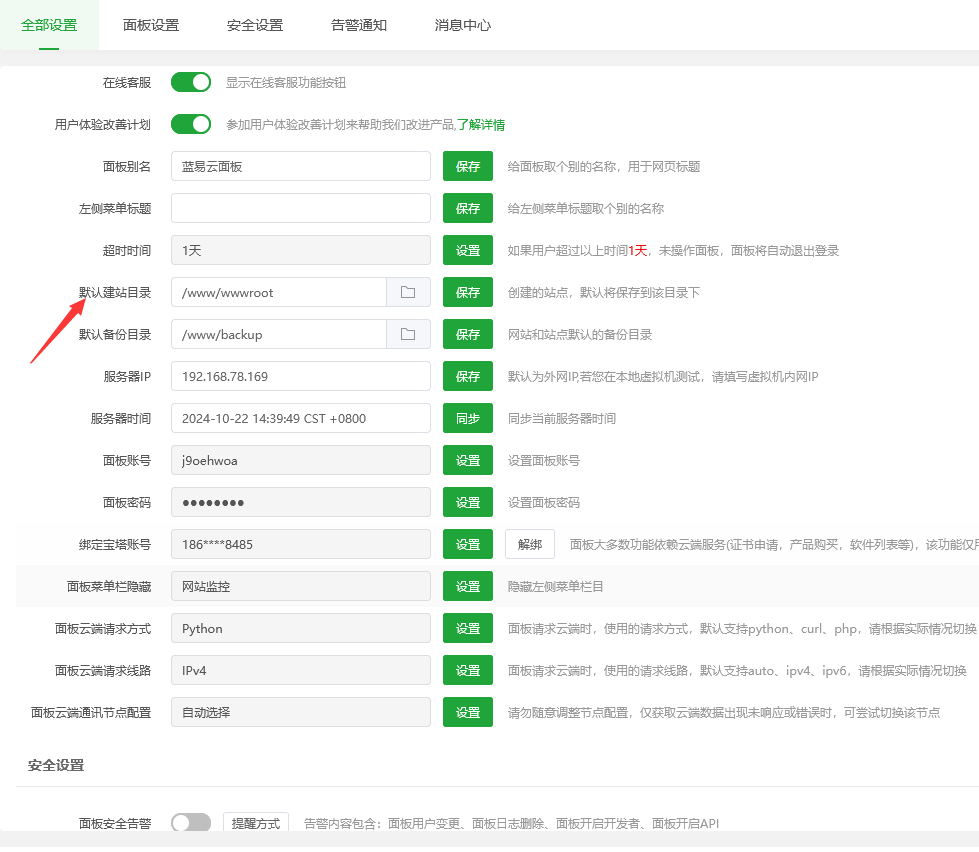 全部设置 面板设置 安全设置 告警通知 消息中心
在线客服 显示在线客服功能按钮
用户体验改善计划 参加用户体验改善计划来帮助我们改进产品,了解详情
面板别名 蓝易云面板 保存 给面板取个别的名称，用于网页标题
左侧菜单标题 保存 给左侧菜单标题取个别的名称
超时时间 1天 设置 如果用户超过以上时间1天，未操作面板，面板将自动退出登录
默认建站目录 /www/wwwroot 保存 创建的站点，默认将保存到该目录下
默认备份目录 /www/backup 保存 网站和站点默认的备份目录
服务器IP 192.168.78.169 保存 默认为外网IP,若您在本地虚拟机测试，请填写虚拟机内网IP
服务器时间 2024-10-22 14:39:49 CST +0800 同步 同步当前服务器时间
面板账号 j9oehwoa 设置 设置面板账号
面板密码 ●●●●●●●● 设置 设置面板密码
绑定宝塔账号 186****8485 设置 解绑 面板大多数功能依赖云端服务(证书申请，产品购买，软件列表等)，该功能仅用
面板菜单栏隐藏 网站监控 设置 隐藏左侧菜单栏目
面板云端请求方式 Python 设置 面板请求云端时，使用的请求方式，默认支持python、curl、php，请根据实际情况切换
面板云端请求线路 IPv4 设置 面板请求云端时，使用的请求线路，默认支持auto、ipv4、ipv6，请根据实际情况切换
面板云端通讯节点配置 自动选择 设置 请勿随意调整节点配置，仅获取云端数据出现未响应或错误时，可尝试切换该节点
安全设置
面板安全告警 提醒方式 告警内容包含：面板用户变更、面板日志删除、面板开启开发者、面板开启API